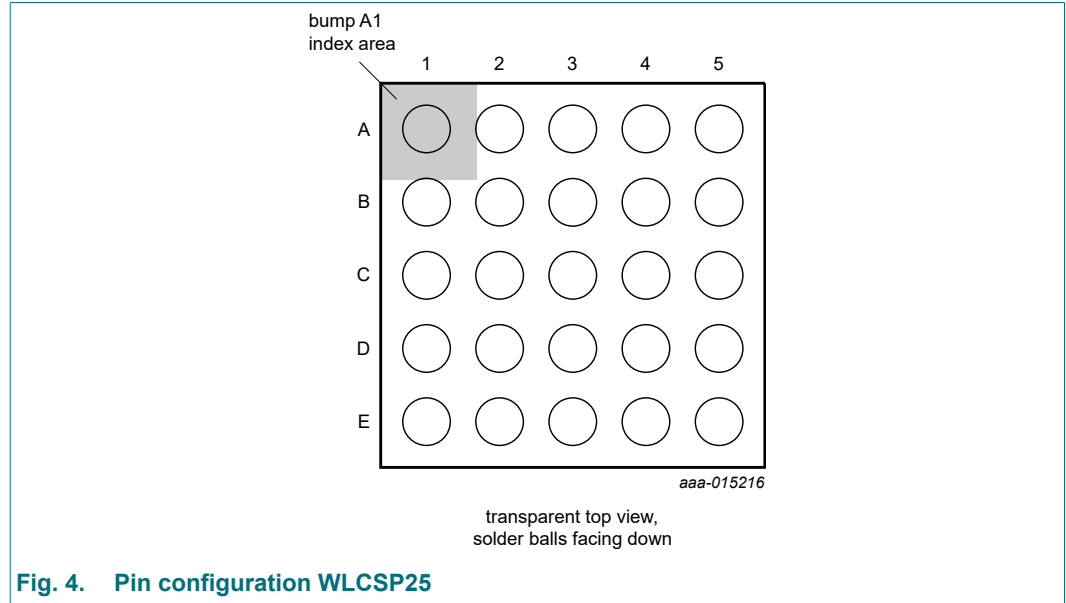 bump A1
index area
1 2 3 4 5
A
B
C
D
E
aaa-015216
transparent top view,
solder balls facing down
Fig. 4. Pin configuration WLCSP25